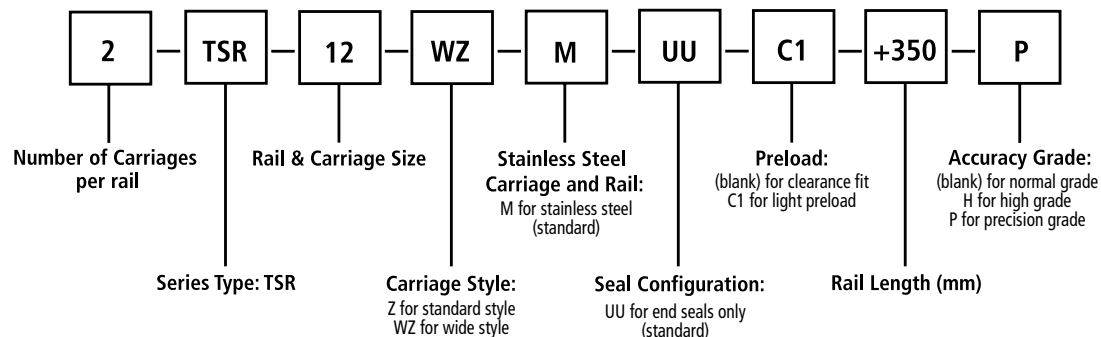 2 – TSR – 12 – WZ – M – UU – C1 – +350 – P
Number of Carriages
per rail
Rail & Carriage Size
Stainless Steel
Carriage and Rail:
M for stainless steel
(standard)
Preload:
(blank) for clearance fit
C1 for light preload
Accuracy Grade:
(blank) for normal grade
H for high grade
P for precision grade
Series Type: TSR
Carriage Style:
Z for standard style
WZ for wide style
Seal Configuration:
UU for end seals only
(standard)
Rail Length (mm)